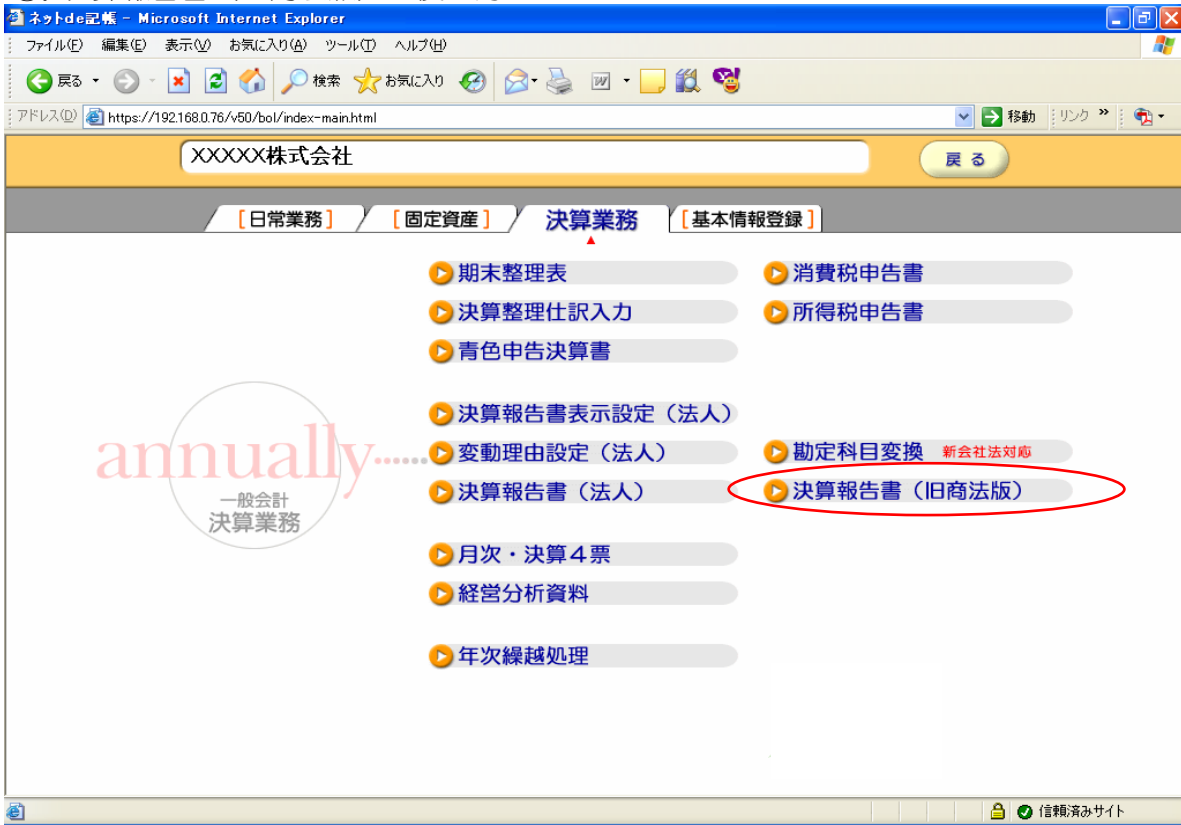 ネットde記帳 - Microsoft Internet Explorer
ファイル(F) 編集(E) 表示(V) お気に入り(A) ツール(T) ヘルプ(H)
戻る 検索 お気に入り
アドレス(D) https://192.168.0.76/v50/bol/index-main.html 移動 リンク »
XXXXX株式会社 戻る
[日常業務] [固定資産] 決算業務 [基本情報登録]
期末整理表 消費税申告書
決算整理仕訳入力 所得税申告書
青色申告決算書
決算報告書表示設定（法人）
annually……変動理由設定（法人） 勘定科目変換 新会社法対応
決算報告書（法人） 決算報告書（旧商法版）
一般会計
決算業務
月次・決算４票
経営分析資料
年次繰越処理
信頼済みサイト